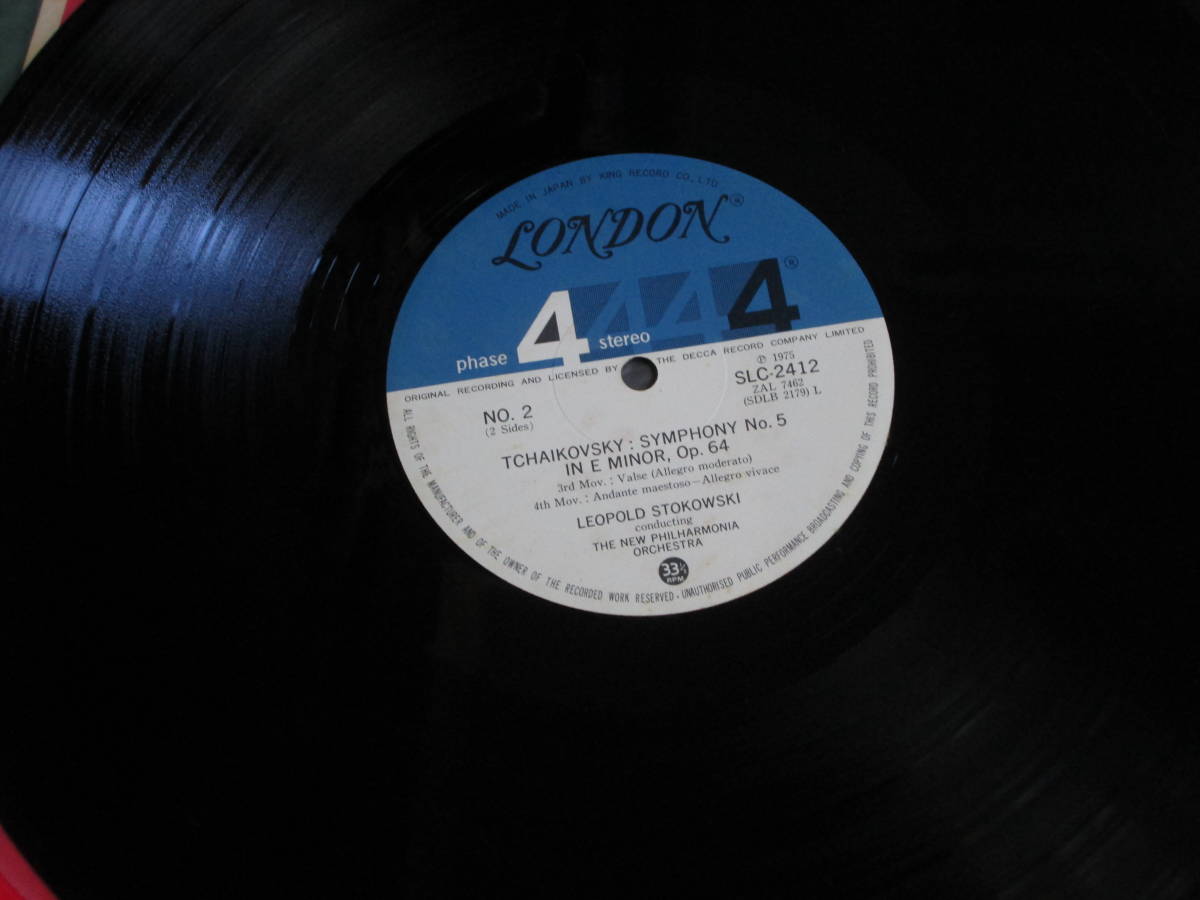 MADE IN JAPAN BY KING RECORD CO., LTD
LONDON®
phase 4 stereo 4 4 4®
ORIGINAL RECORDING AND LICENSED BY THE DECCA RECORD COMPANY LIMITED
℗ 1975
NO. 2
SLC-2412
(2 Sides)
ZAL 7462
(SDLB 2179) L
TCHAIKOVSKY : SYMPHONY No. 5
IN E MINOR, Op. 64
3rd Mov. : Valse (Allegro moderato)
4th Mov. : Andante maestoso–Allegro vivace
LEOPOLD STOKOWSKI
conducting
THE NEW PHILHARMONIA
ORCHESTRA
33⅓
RPM
ALL RIGHTS OF THE MANUFACTURER AND OF THE OWNER OF THE RECORDED WORK RESERVED. UNAUTHORISED PUBLIC PERFORMANCE BROADCASTING AND COPYING OF THIS RECORD PROHIBITED